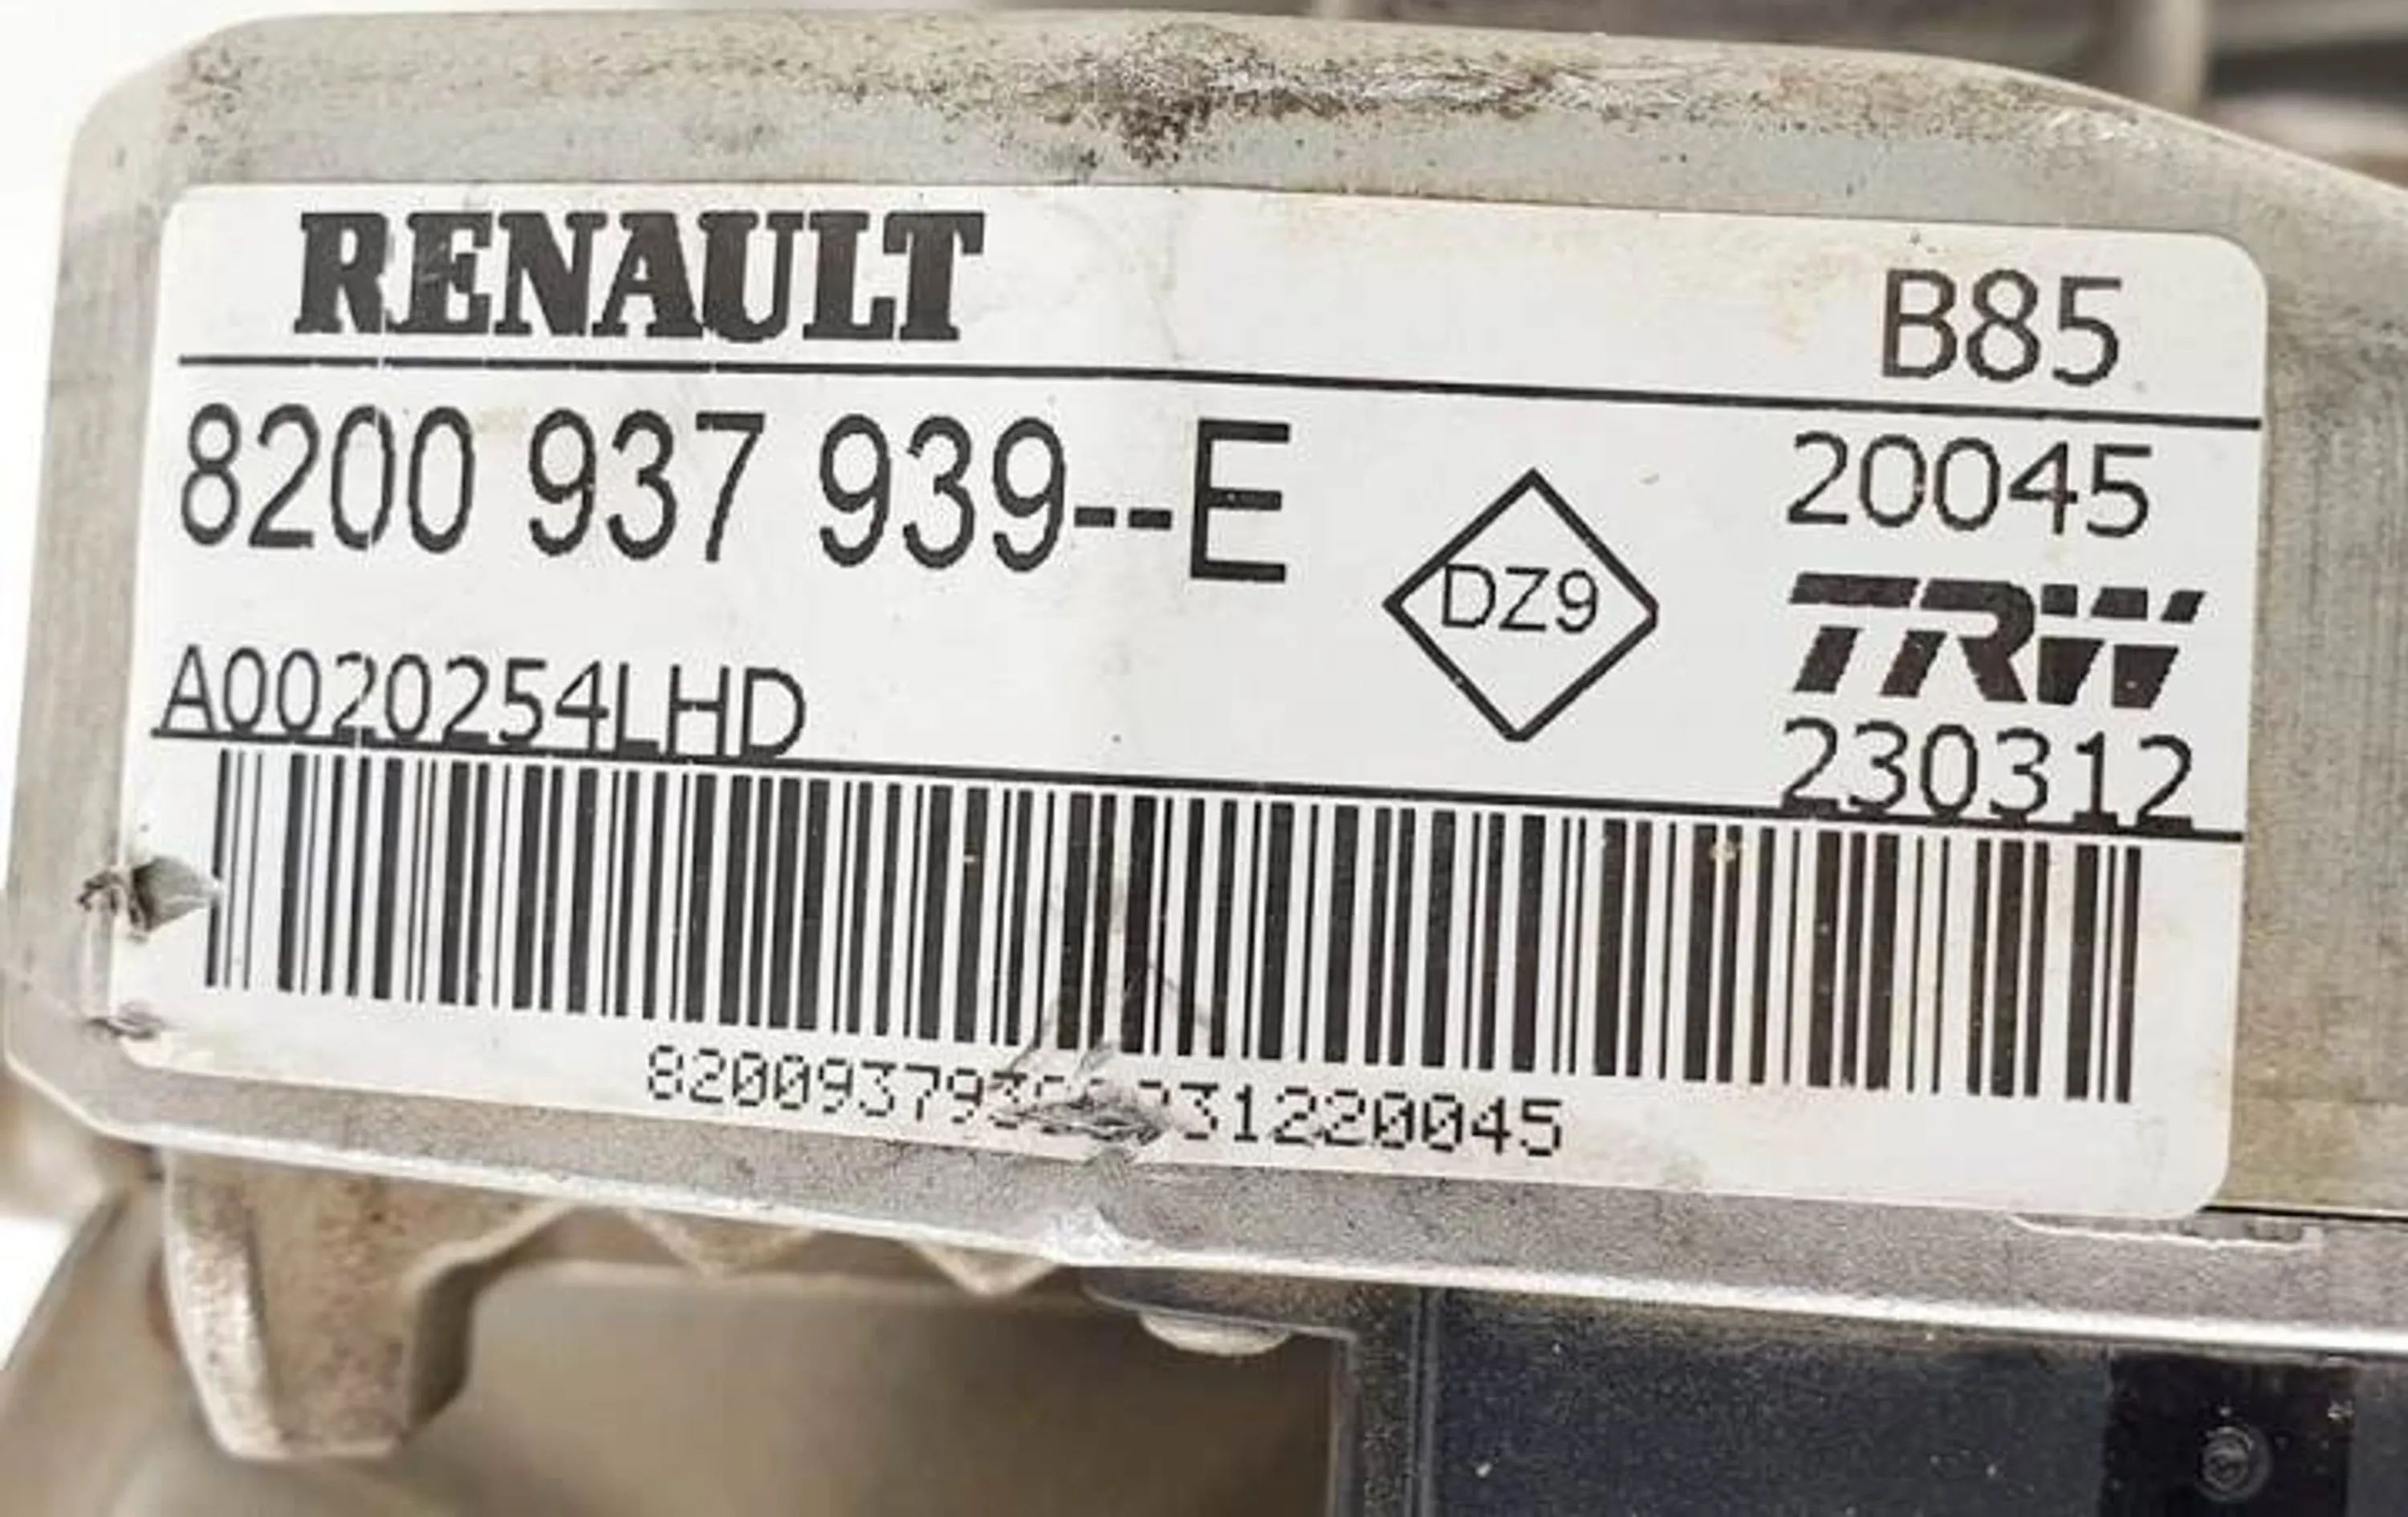 RENAULT
B85
8200 937 939--E
20045
DZ9
TRW
A0020254LHD
230312